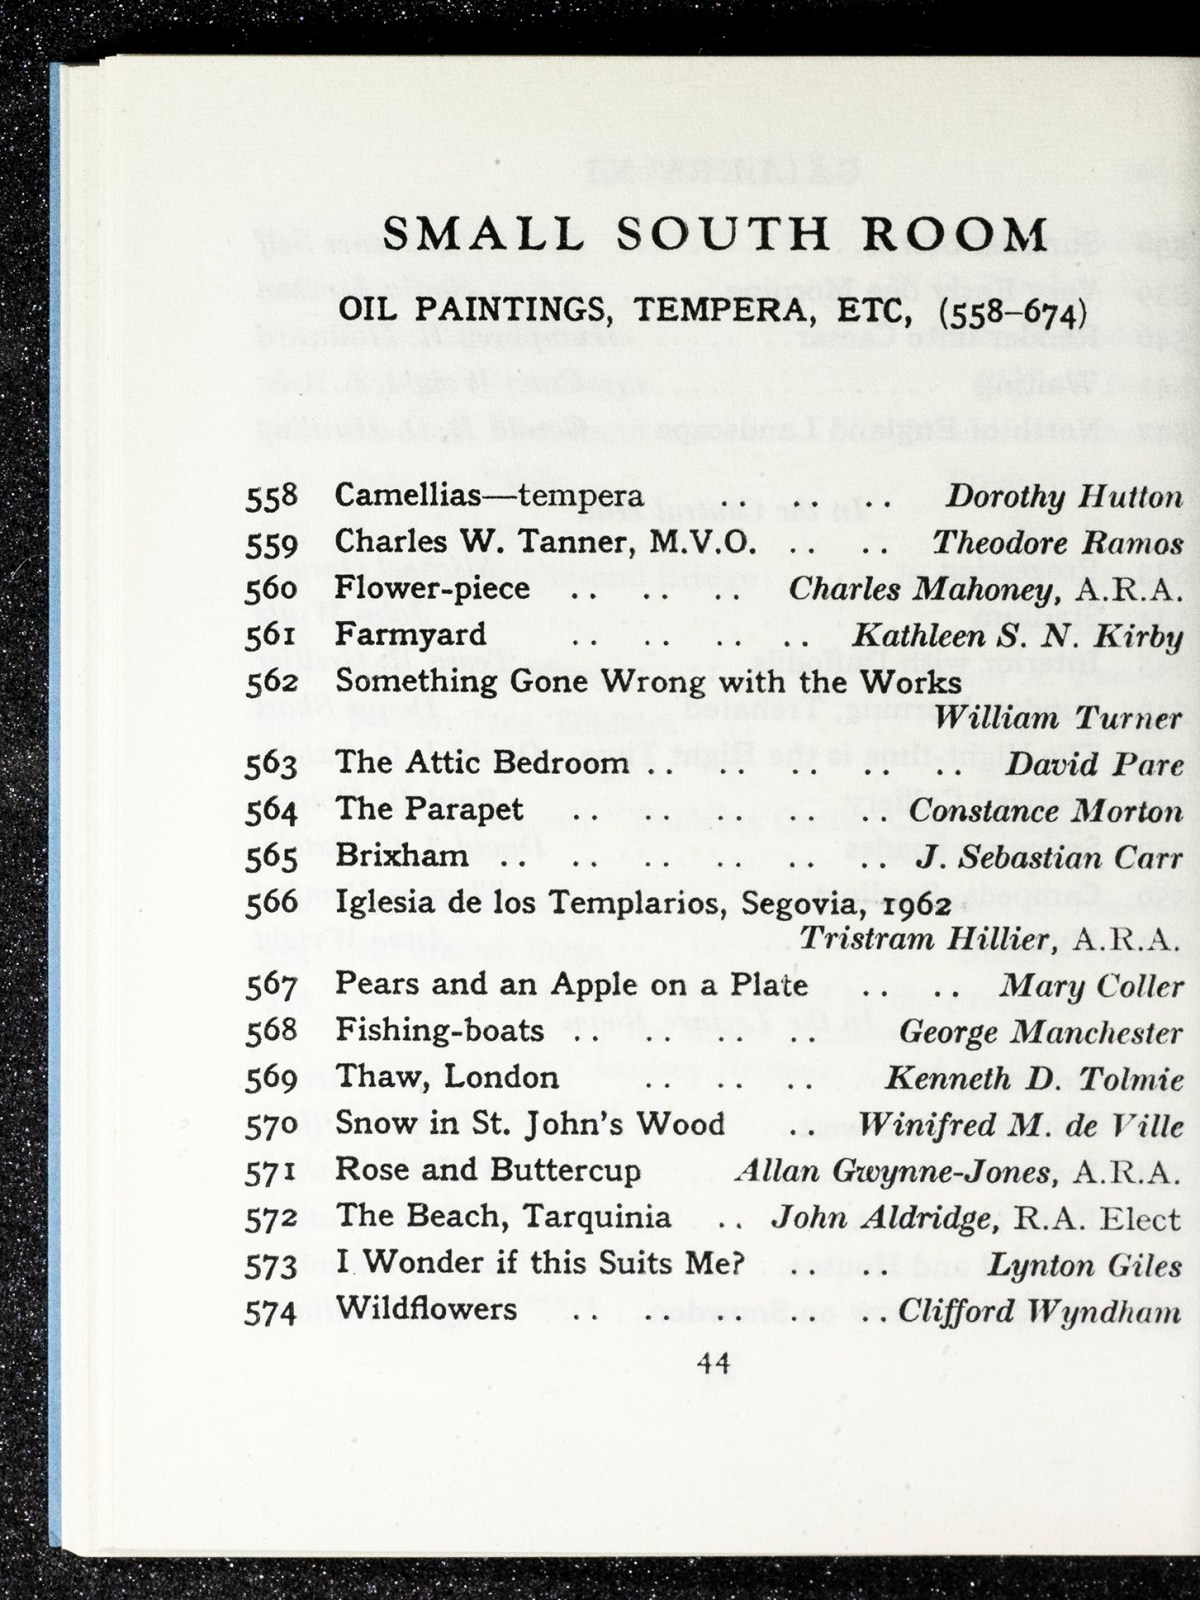 SMALL SOUTH ROOM
OIL PAINTINGS, TEMPERA, ETC, (558–674)
558 Camellias—tempera .. .. .. Dorothy Hutton
559 Charles W. Tanner, M.V.O. .. .. Theodore Ramos
560 Flower-piece .. .. .. Charles Mahoney, A.R.A.
561 Farmyard .. .. .. .. Kathleen S. N. Kirby
562 Something Gone Wrong with the Works
William Turner
563 The Attic Bedroom .. .. .. .. .. David Pare
564 The Parapet .. .. .. .. .. Constance Morton
565 Brixham .. .. .. .. .. .. J. Sebastian Carr
566 Iglesia de los Templarios, Segovia, 1962
Tristram Hillier, A.R.A.
567 Pears and an Apple on a Plate .. .. Mary Coller
568 Fishing-boats .. .. .. .. George Manchester
569 Thaw, London .. .. .. Kenneth D. Tolmie
570 Snow in St. John's Wood .. Winifred M. de Ville
571 Rose and Buttercup Allan Gwynne-Jones, A.R.A.
572 The Beach, Tarquinia .. John Aldridge, R.A. Elect
573 I Wonder if this Suits Me? .. .. Lynton Giles
574 Wildflowers .. .. .. .. .. Clifford Wyndham
44